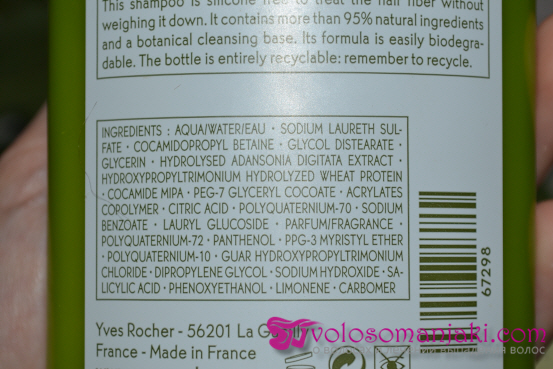 This shampoo is silicone free to treat the hair fiber without
weighing it down. It contains more than 95% natural ingredients
and a botanical cleansing base. Its formula is easily biodegra-
dable. The bottle is entirely recyclable: remember to recycle.
INGREDIENTS : AQUA/WATER/EAU · SODIUM LAURETH SUL-
FATE · COCAMIDOPROPYL BETAINE · GLYCOL DISTEARATE ·
GLYCERIN · HYDROLYSED ADANSONIA DIGITATA EXTRACT ·
HYDROXYPROPYLTRIMONIUM HYDROLYZED WHEAT PROTEIN
· COCAMIDE MIPA · PEG-7 GLYCERYL COCOATE · ACRYLATES
COPOLYMER · CITRIC ACID · POLYQUATERNIUM-70 · SODIUM
BENZOATE · LAURYL GLUCOSIDE · PARFUM/FRAGRANCE ·
POLYQUATERNIUM-72 · PANTHENOL · PPG-3 MYRISTYL ETHER
· POLYQUATERNIUM-10 · GUAR HYDROXYPROPYLTRIMONIUM
CHLORIDE · DIPROPYLENE GLYCOL · SODIUM HYDROXIDE · SA-
LICYLIC ACID · PHENOXYETHANOL · LIMONENE · CARBOMER
67298
Yves Rocher - 56201 La
France - Made in France
volosomanjaki.com
волос